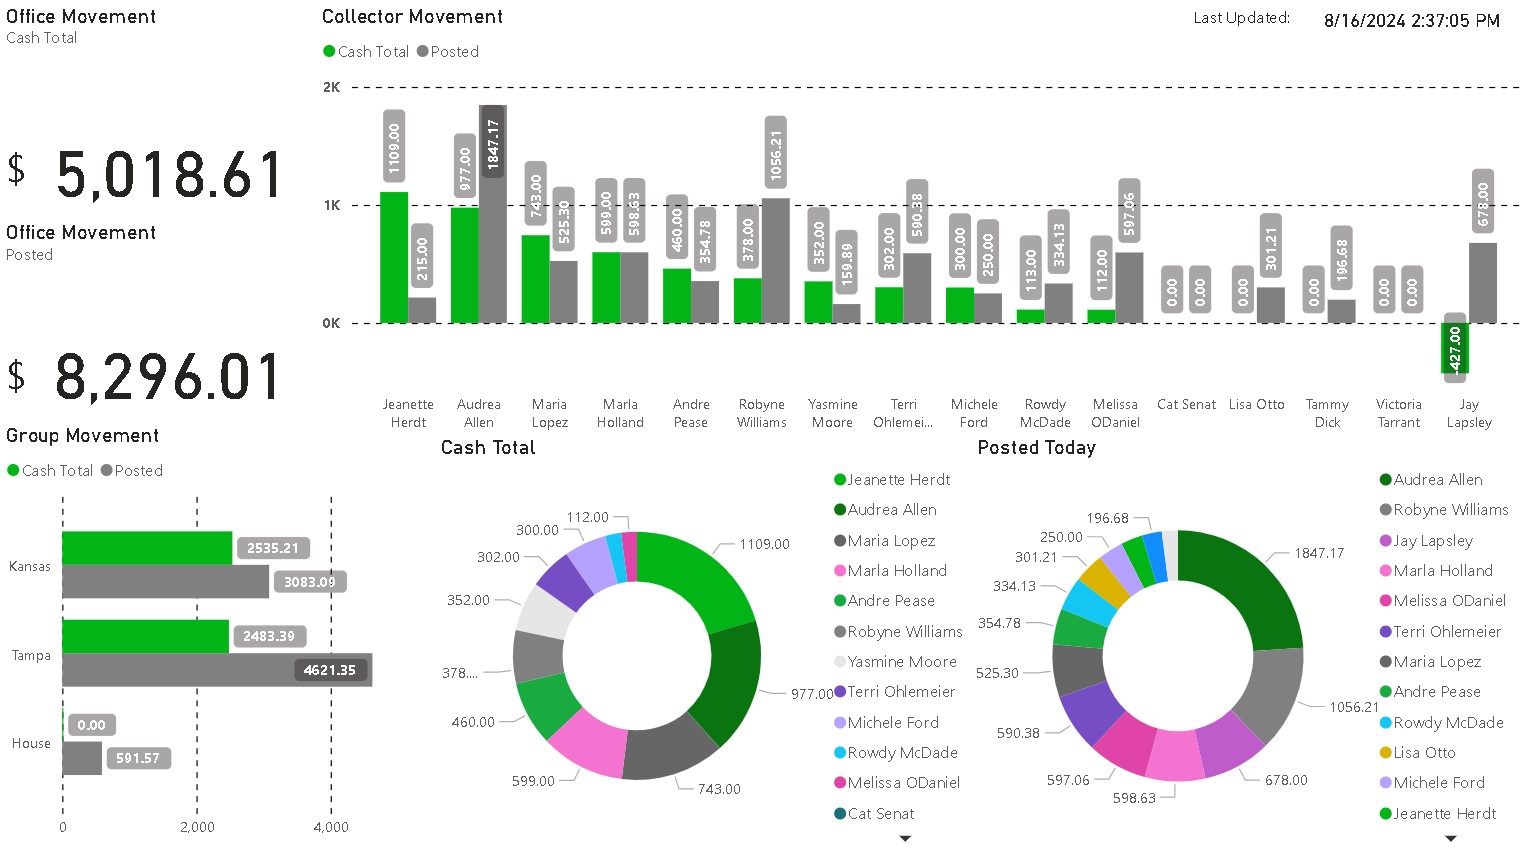 Office Movement
Cash Total
$ 5,018.61
Office Movement
Posted
$ 8,296.01
Collector Movement
Last Updated: 8/16/2024 2:37:05 PM
Cash Total Posted
2K
1K
0K
1109.00
215.00
977.00
1847.17
743.00
525.30
599.00
598.63
460.00
354.78
378.00
1056.21
352.00
159.89
302.00
590.38
300.00
250.00
113.00
334.13
112.00
597.06
0.00
0.00
0.00
301.21
0.00
196.68
0.00
0.00
-427.00
678.00
Jeanette Herdt
Audrea Allen
Maria Lopez
Marla Holland
Andre Pease
Robyne Williams
Yasmine Moore
Terri Ohlemei...
Michele Ford
Rowdy McDade
Melissa ODaniel
Cat Senat
Lisa Otto
Tammy Dick
Victoria Tarrant
Jay Lapsley
Group Movement
Cash Total Posted
Kansas
2535.21
3083.09
Tampa
2483.39
4621.35
House
0.00
591.57
0 2,000 4,000
Cash Total
1109.00
977.00
743.00
599.00
460.00
378....
352.00
302.00
300.00
112.00
Jeanette Herdt
Audrea Allen
Maria Lopez
Marla Holland
Andre Pease
Robyne Williams
Yasmine Moore
Terri Ohlemeier
Michele Ford
Rowdy McDade
Melissa ODaniel
Cat Senat
Posted Today
1847.17
1056.21
678.00
598.63
597.06
590.38
525.30
354.78
334.13
301.21
250.00
196.68
Audrea Allen
Robyne Williams
Jay Lapsley
Marla Holland
Melissa ODaniel
Terri Ohlemeier
Maria Lopez
Andre Pease
Rowdy McDade
Lisa Otto
Michele Ford
Jeanette Herdt